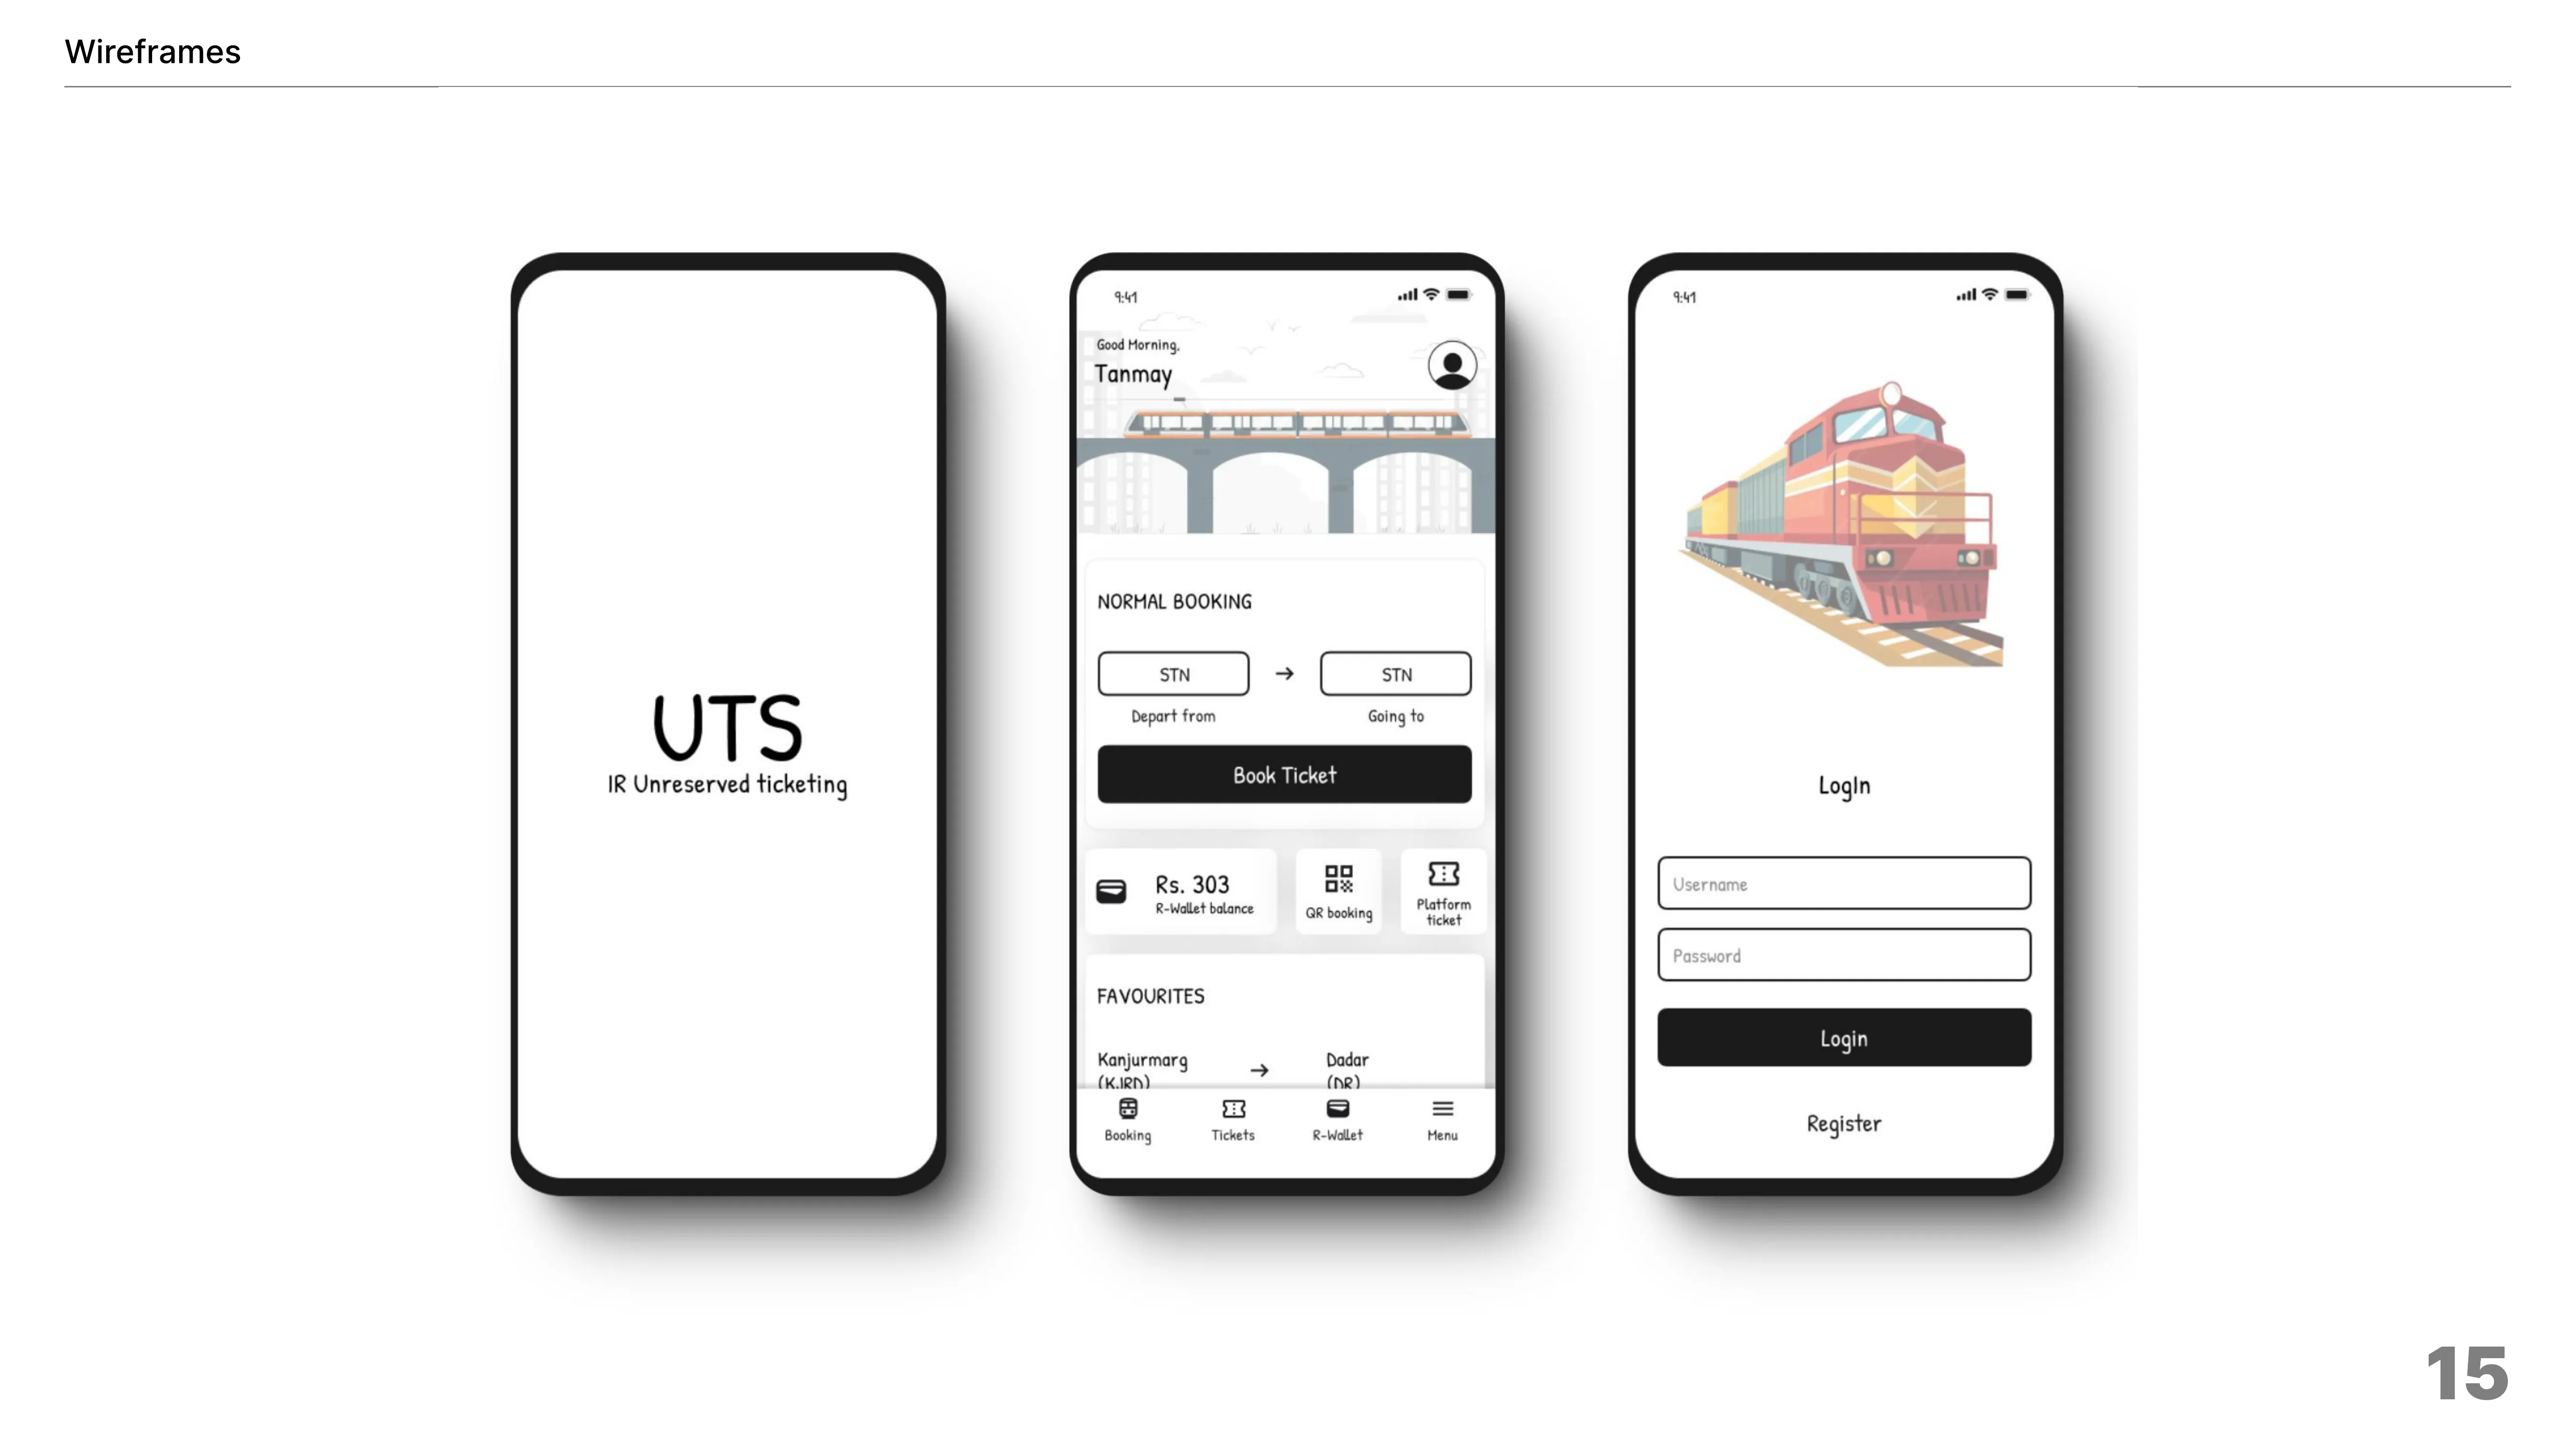 Wireframes
UTS
IR Unreserved ticketing
9:41
Good Morning,
Tanmay
NORMAL BOOKING
STN → STN
Depart from Going to
Book Ticket
Rs. 303
R-Wallet balance
QR booking
Platform
ticket
FAVOURITES
Kanjurmarg → Dadar
(KJRD) (DR)
Booking Tickets R-Wallet Menu
9:41
LogIn
Username
Password
Login
Register
15